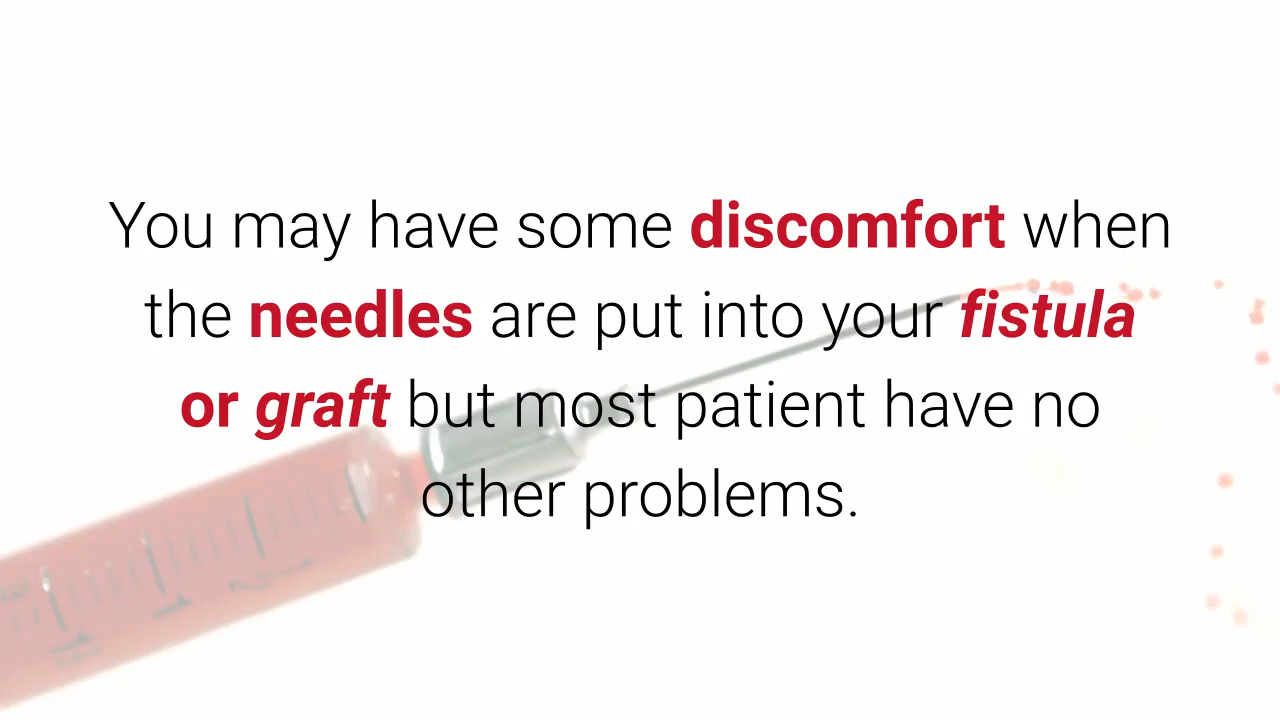 You may have some discomfort when
the needles are put into your fistula
or graft but most patient have no
other problems.